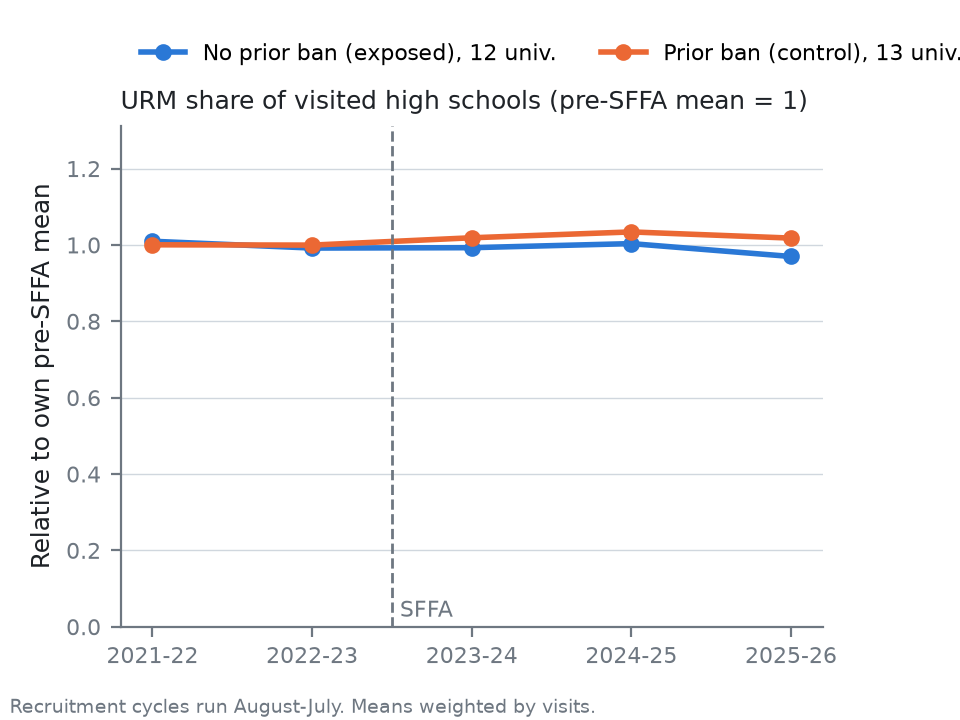 No prior ban (exposed), 12 univ. Prior ban (control), 13 univ.
URM share of visited high schools (pre-SFFA mean = 1)
Relative to own pre-SFFA mean
1.2
1.0
0.8
0.6
0.4
0.2
0.0
SFFA
2021-22 2022-23 2023-24 2024-25 2025-26
Recruitment cycles run August-July. Means weighted by visits.